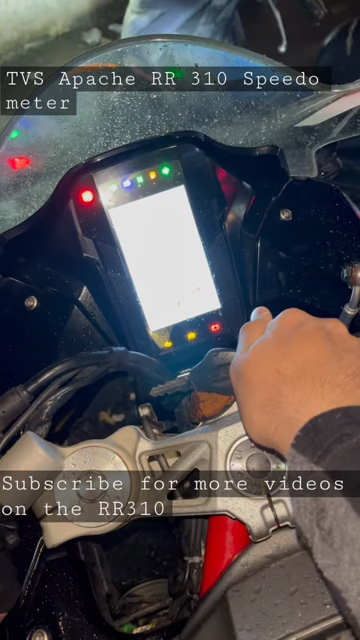 TVS Apache RR 310 Speedo
meter
Subscribe for more videos
on the RR310